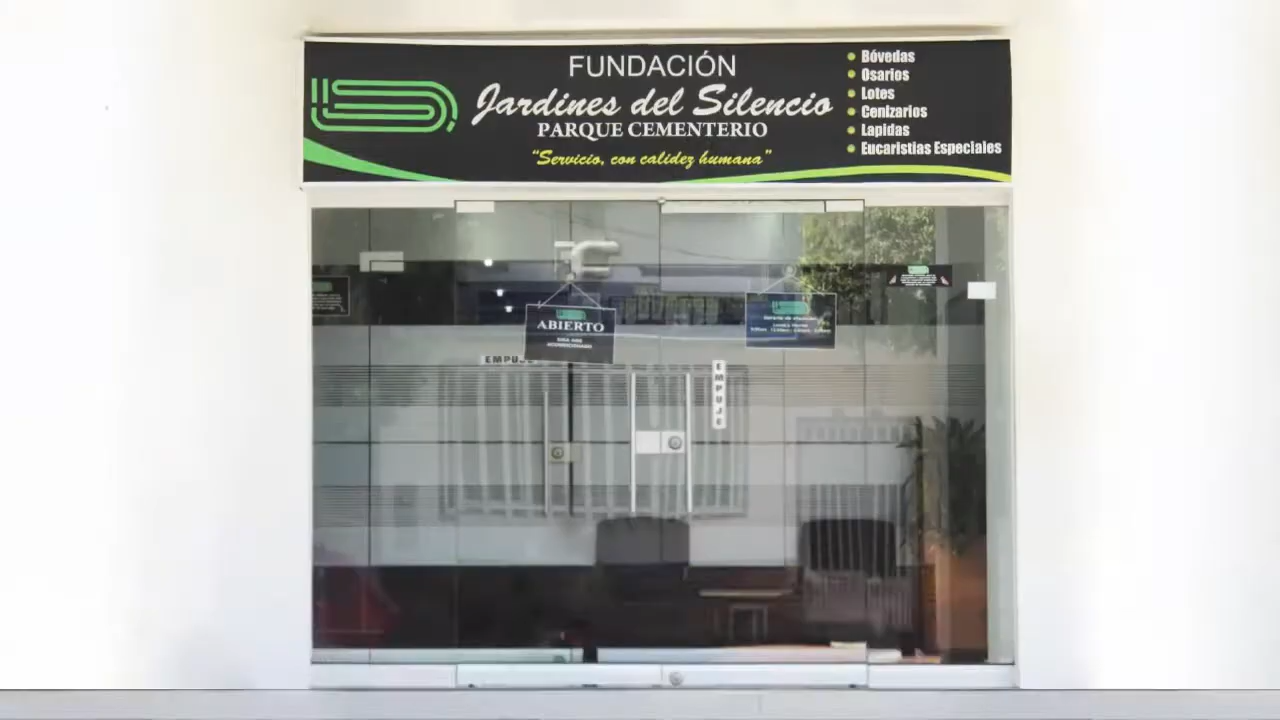 FUNDACIÓN
Jardines del Silencio
PARQUE CEMENTERIO
“Servicio, con calidez humana”
Bóvedas
Osarios
Lotes
Cenizarios
Lapidas
Eucaristias Especiales
ABIERTO
EMPUJE
EMPUJE